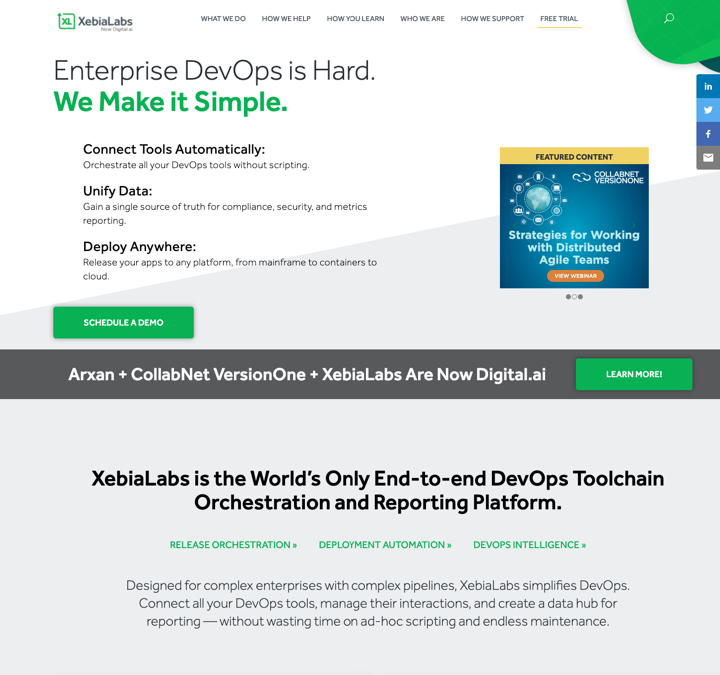 XL XebiaLabs
Now Digital.ai
WHAT WE DO HOW WE HELP HOW YOU LEARN WHO WE ARE HOW WE SUPPORT FREE TRIAL
Enterprise DevOps is Hard.
We Make it Simple.
Connect Tools Automatically:
Orchestrate all your DevOps tools without scripting.
Unify Data:
Gain a single source of truth for compliance, security, and metrics
reporting.
Deploy Anywhere:
Release your apps to any platform, from mainframe to containers to
cloud.
SCHEDULE A DEMO
FEATURED CONTENT
COLLABNET
VERSIONONE
Strategies for Working
with Distributed
Agile Teams
VIEW WEBINAR
in
f
Arxan + CollabNet VersionOne + XebiaLabs Are Now Digital.ai
LEARN MORE!
XebiaLabs is the World's Only End-to-end DevOps Toolchain
Orchestration and Reporting Platform.
RELEASE ORCHESTRATION » DEPLOYMENT AUTOMATION » DEVOPS INTELLIGENCE »
Designed for complex enterprises with complex pipelines, XebiaLabs simplifies DevOps.
Connect all your DevOps tools, manage their interactions, and create a data hub for
reporting — without wasting time on ad-hoc scripting and endless maintenance.